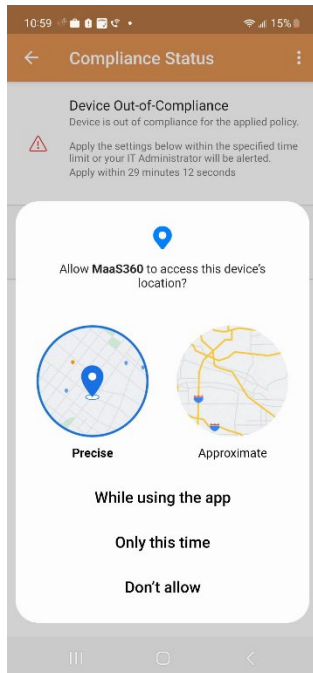 10:59
15%
Compliance Status
Device Out-of-Compliance
Device is out of compliance for the applied policy.
Apply the settings below within the specified time
limit or your IT Administrator will be alerted.
Apply within 29 minutes 12 seconds
Allow MaaS360 to access this device's
location?
Precise
Approximate
While using the app
Only this time
Don't allow